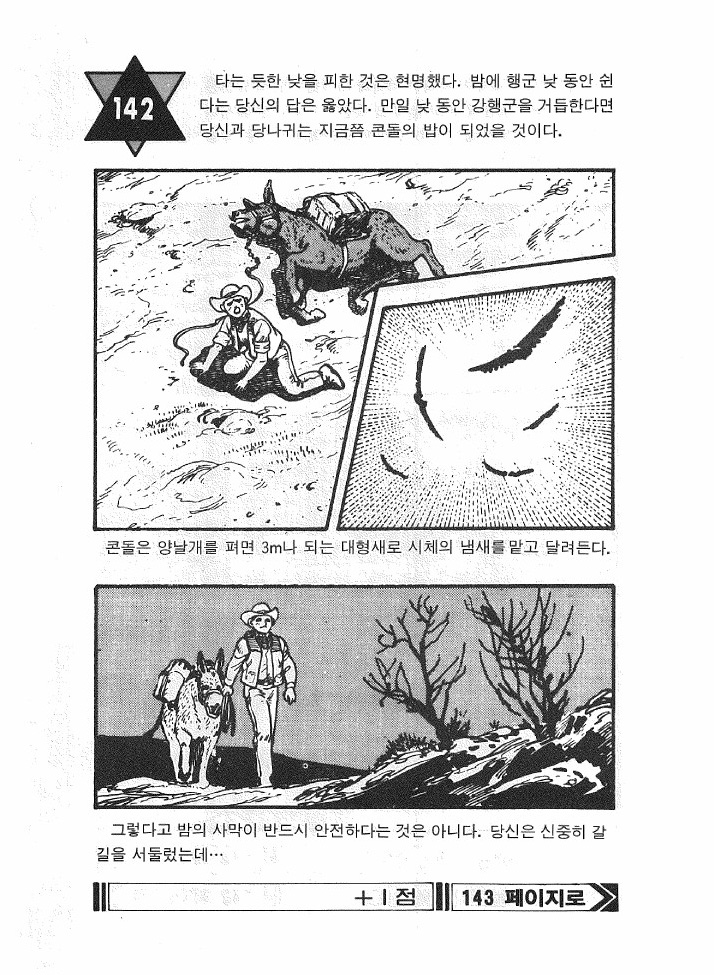 142
타는 듯한 낮을 피한 것은 현명했다. 밤에 행군 낮 동안 쉰
다는 당신의 답은 옳았다. 만일 낮 동안 강행군을 거듭한다면
당신과 당나귀는 지금쯤 콘돌의 밥이 되었을 것이다.
콘돌은 양날개를 펴면 3m나 되는 대형새로 시체의 냄새를 맡고 달려든다.
그렇다고 밤의 사막이 반드시 안전하다는 것은 아니다. 당신은 신중히 갈
길을 서둘렀는데…
+1점
143 페이지로